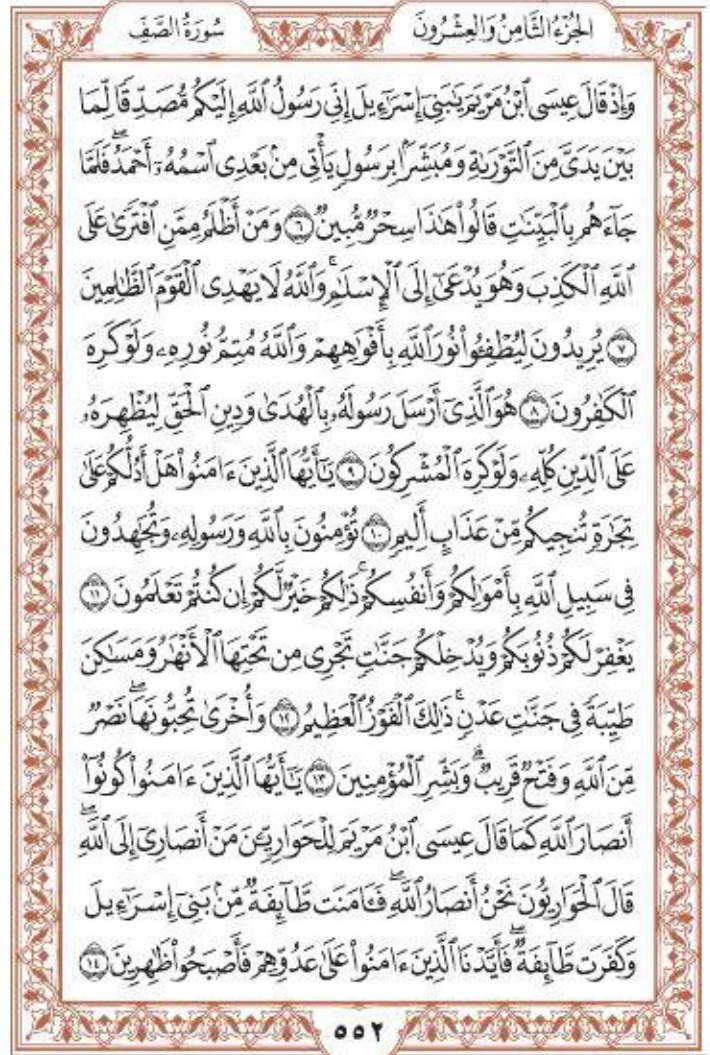 الجُزْءُ الثَّامِنُ وَالعِشْرُونَ سُورَةُ الصَّفِّ
وَإِذْ قَالَ عِيسَى ٱبْنُ مَرْيَمَ يَٰبَنِىٓ إِسْرَٰٓءِيلَ إِنِّى رَسُولُ ٱللَّهِ إِلَيْكُم مُّصَدِّقًا لِّمَا
بَيْنَ يَدَىَّ مِنَ ٱلتَّوْرَىٰةِ وَمُبَشِّرًۢا بِرَسُولٍ يَأْتِى مِنۢ بَعْدِى ٱسْمُهُۥٓ أَحْمَدُ ۖ فَلَمَّا
جَآءَهُم بِٱلْبَيِّنَٰتِ قَالُوا۟ هَٰذَا سِحْرٌ مُّبِينٌ ۝٦ وَمَنْ أَظْلَمُ مِمَّنِ ٱفْتَرَىٰ عَلَى
ٱللَّهِ ٱلْكَذِبَ وَهُوَ يُدْعَىٰٓ إِلَى ٱلْإِسْلَٰمِ ۚ وَٱللَّهُ لَا يَهْدِى ٱلْقَوْمَ ٱلظَّٰلِمِينَ
۝٧ يُرِيدُونَ لِيُطْفِـُٔوا۟ نُورَ ٱللَّهِ بِأَفْوَٰهِهِمْ وَٱللَّهُ مُتِمُّ نُورِهِۦ وَلَوْ كَرِهَ
ٱلْكَٰفِرُونَ ۝٨ هُوَ ٱلَّذِىٓ أَرْسَلَ رَسُولَهُۥ بِٱلْهُدَىٰ وَدِينِ ٱلْحَقِّ لِيُظْهِرَهُۥ
عَلَى ٱلدِّينِ كُلِّهِۦ وَلَوْ كَرِهَ ٱلْمُشْرِكُونَ ۝٩ يَٰٓأَيُّهَا ٱلَّذِينَ ءَامَنُوا۟ هَلْ أَدُلُّكُمْ عَلَىٰ
تِجَٰرَةٍ تُنجِيكُم مِّنْ عَذَابٍ أَلِيمٍ ۝١٠ تُؤْمِنُونَ بِٱللَّهِ وَرَسُولِهِۦ وَتُجَٰهِدُونَ
فِى سَبِيلِ ٱللَّهِ بِأَمْوَٰلِكُمْ وَأَنفُسِكُمْ ۚ ذَٰلِكُمْ خَيْرٌ لَّكُمْ إِن كُنتُمْ تَعْلَمُونَ ۝١١
يَغْفِرْ لَكُمْ ذُنُوبَكُمْ وَيُدْخِلْكُمْ جَنَّٰتٍ تَجْرِى مِن تَحْتِهَا ٱلْأَنْهَٰرُ وَمَسَٰكِنَ
طَيِّبَةً فِى جَنَّٰتِ عَدْنٍ ۚ ذَٰلِكَ ٱلْفَوْزُ ٱلْعَظِيمُ ۝١٢ وَأُخْرَىٰ تُحِبُّونَهَا ۖ نَصْرٌ
مِّنَ ٱللَّهِ وَفَتْحٌ قَرِيبٌ ۗ وَبَشِّرِ ٱلْمُؤْمِنِينَ ۝١٣ يَٰٓأَيُّهَا ٱلَّذِينَ ءَامَنُوا۟ كُونُوٓا۟
أَنصَارَ ٱللَّهِ كَمَا قَالَ عِيسَى ٱبْنُ مَرْيَمَ لِلْحَوَارِيِّـۧنَ مَنْ أَنصَارِىٓ إِلَى ٱللَّهِ ۖ
قَالَ ٱلْحَوَارِيُّونَ نَحْنُ أَنصَارُ ٱللَّهِ ۖ فَـَٔامَنَت طَّآئِفَةٌ مِّنۢ بَنِىٓ إِسْرَٰٓءِيلَ
وَكَفَرَت طَّآئِفَةٌ ۖ فَأَيَّدْنَا ٱلَّذِينَ ءَامَنُوا۟ عَلَىٰ عَدُوِّهِمْ فَأَصْبَحُوا۟ ظَٰهِرِينَ ۝١٤
٥٥٢